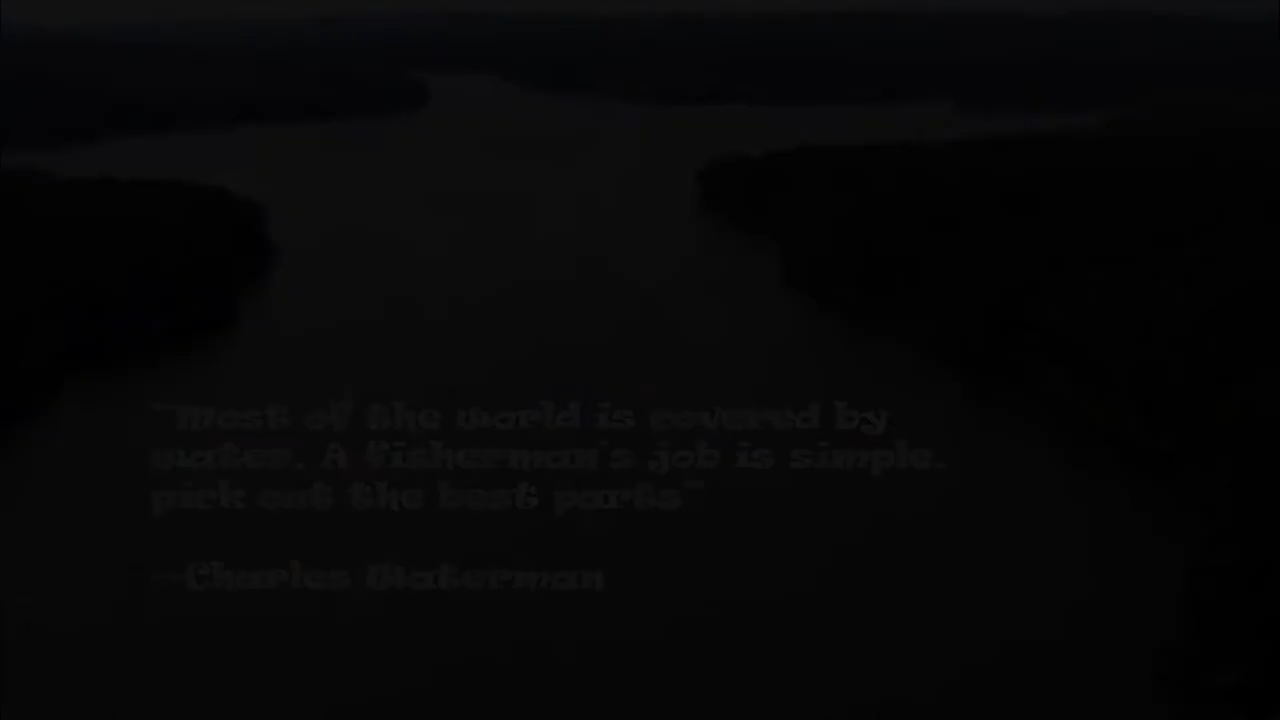 "Most of the world is covered by
water. A fisherman's job is simple.
pick out the best parts"
~Charles Waterman